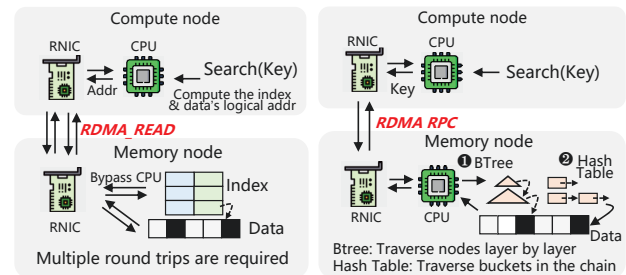 Compute node
RNIC
CPU
Search(Key)
Addr
Compute the index
& data's logical addr
RDMA_READ
Memory node
Bypass CPU
Index
RNIC
Data
Multiple round trips are required
Compute node
RNIC
CPU
Search(Key)
Key
RDMA RPC
Memory node
RNIC
CPU
❶ BTree
❷ Hash
Table
Data
Btree: Traverse nodes layer by layer
Hash Table: Traverse buckets in the chain